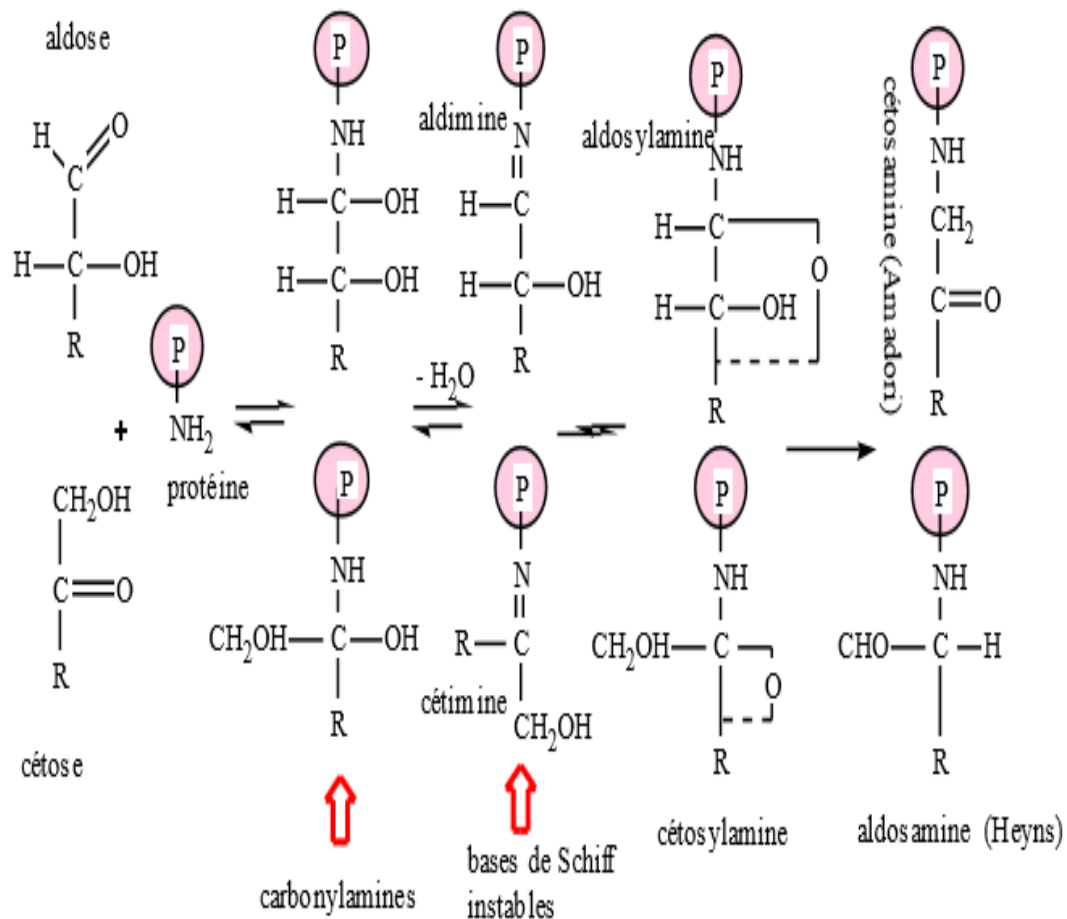 aldose
P
P
P
P
aldimine
aldosylamine
cétosamine (Amadori)
H
O
C
H
C
OH
R
NH
H
C
OH
H
C
OH
R
N
H
C
H
C
OH
R
NH
H
C
O
H
C
OH
R
NH
CH2
C
O
R
P
NH2
protéine
+
- H2O
CH2OH
C
O
R
cétose
P
NH
CH2OH
C
OH
R
P
N
R
C
cétimine
CH2OH
P
NH
CH2OH
C
O
R
P
NH
CHO
C
H
R
carbonylamines
bases de Schiff
instables
cétosylamine
aldosamine (Heyns)